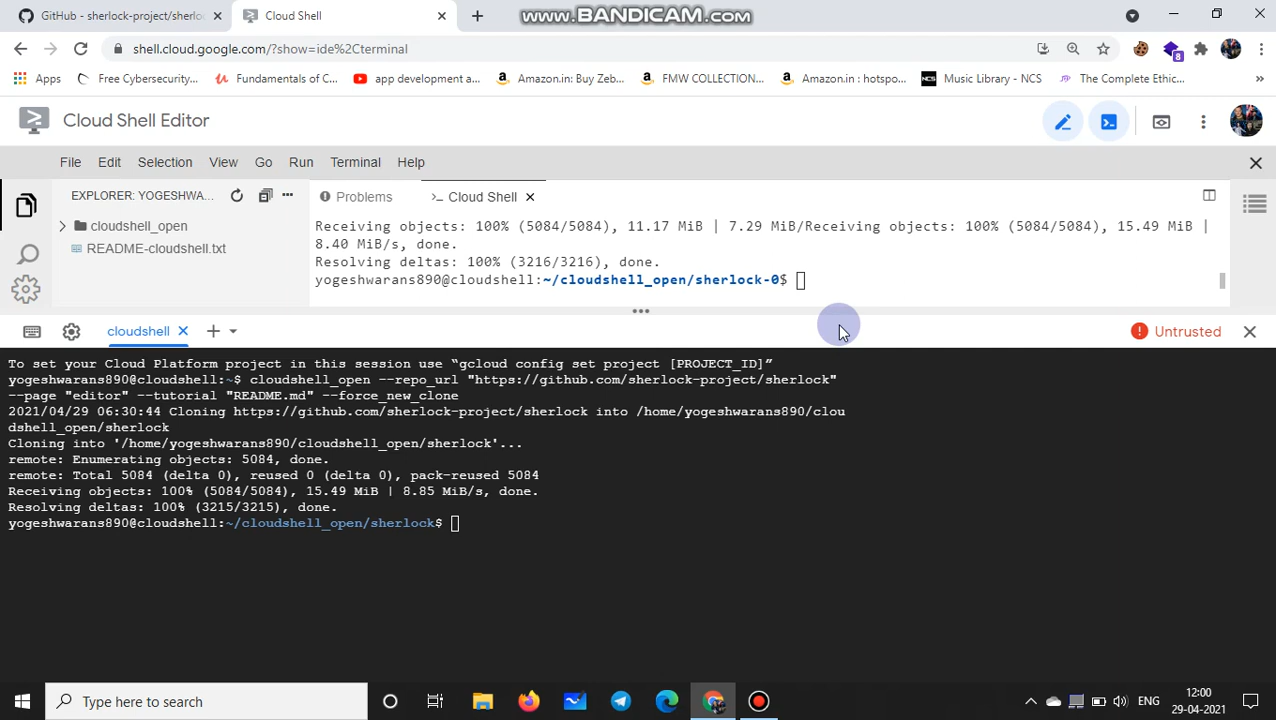 GitHub - sherlock-project/sherlo
Cloud Shell
www.BANDICAM.com
shell.cloud.google.com/?show=ide%2Cterminal
8
Apps
Free Cybersecurity...
Fundamentals of C...
app development a...
Amazon.in: Buy Zeb...
FMW COLLECTION...
Amazon.in : hotspo...
NCS
Music Library - NCS
The Complete Ethic...
Cloud Shell Editor
File
Edit
Selection
View
Go
Run
Terminal
Help
EXPLORER: YOGESHWA...
Problems
>_ Cloud Shell
cloudshell_open
README-cloudshell.txt
Receiving objects: 100% (5084/5084), 11.17 MiB | 7.29 MiB/Receiving objects: 100% (5084/5084), 15.49 MiB |
8.40 MiB/s, done.
Resolving deltas: 100% (3216/3216), done.
yogeshwarans890@cloudshell:~/cloudshell_open/sherlock-0$
cloudshell
Untrusted
To set your Cloud Platform project in this session use “gcloud config set project [PROJECT_ID]”
yogeshwarans890@cloudshell:~$ cloudshell_open --repo_url "https://github.com/sherlock-project/sherlock"
--page "editor" --tutorial "README.md" --force_new_clone
2021/04/29 06:30:44 Cloning https://github.com/sherlock-project/sherlock into /home/yogeshwarans890/clou
dshell_open/sherlock
Cloning into '/home/yogeshwarans890/cloudshell_open/sherlock'...
remote: Enumerating objects: 5084, done.
remote: Total 5084 (delta 0), reused 0 (delta 0), pack-reused 5084
Receiving objects: 100% (5084/5084), 15.49 MiB | 8.85 MiB/s, done.
Resolving deltas: 100% (3215/3215), done.
yogeshwarans890@cloudshell:~/cloudshell_open/sherlock$
Type here to search
ENG
12:00
29-04-2021